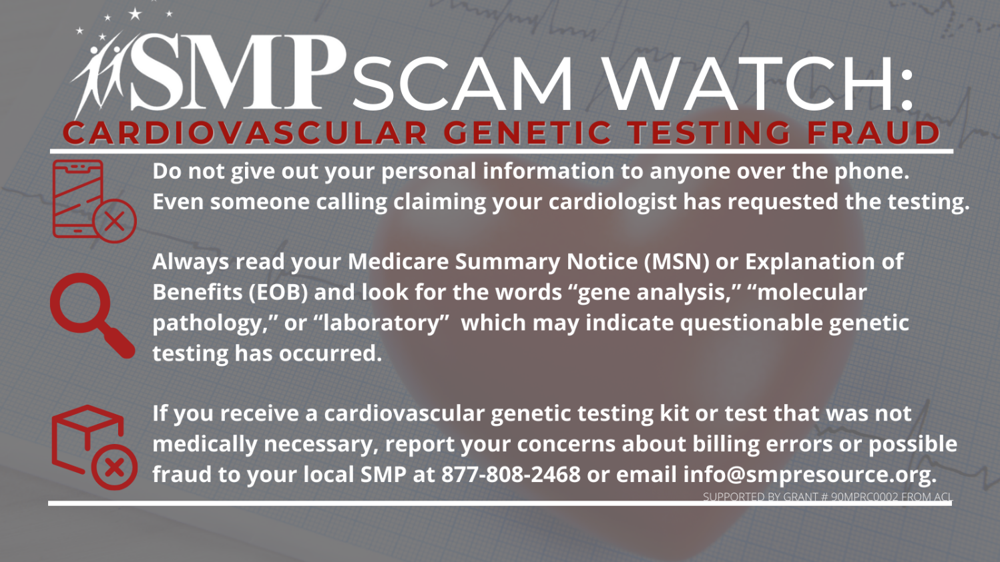 SMP SCAM WATCH:
CARDIOVASCULAR GENETIC TESTING FRAUD
Do not give out your personal information to anyone over the phone.
Even someone calling claiming your cardiologist has requested the testing.
Always read your Medicare Summary Notice (MSN) or Explanation of
Benefits (EOB) and look for the words “gene analysis,” “molecular
pathology,” or “laboratory”  which may indicate questionable genetic
testing has occurred.
If you receive a cardiovascular genetic testing kit or test that was not
medically necessary, report your concerns about billing errors or possible
fraud to your local SMP at 877-808-2468 or email info@smpresource.org.
SUPPORTED BY GRANT # 90MPRC0002 FROM ACL